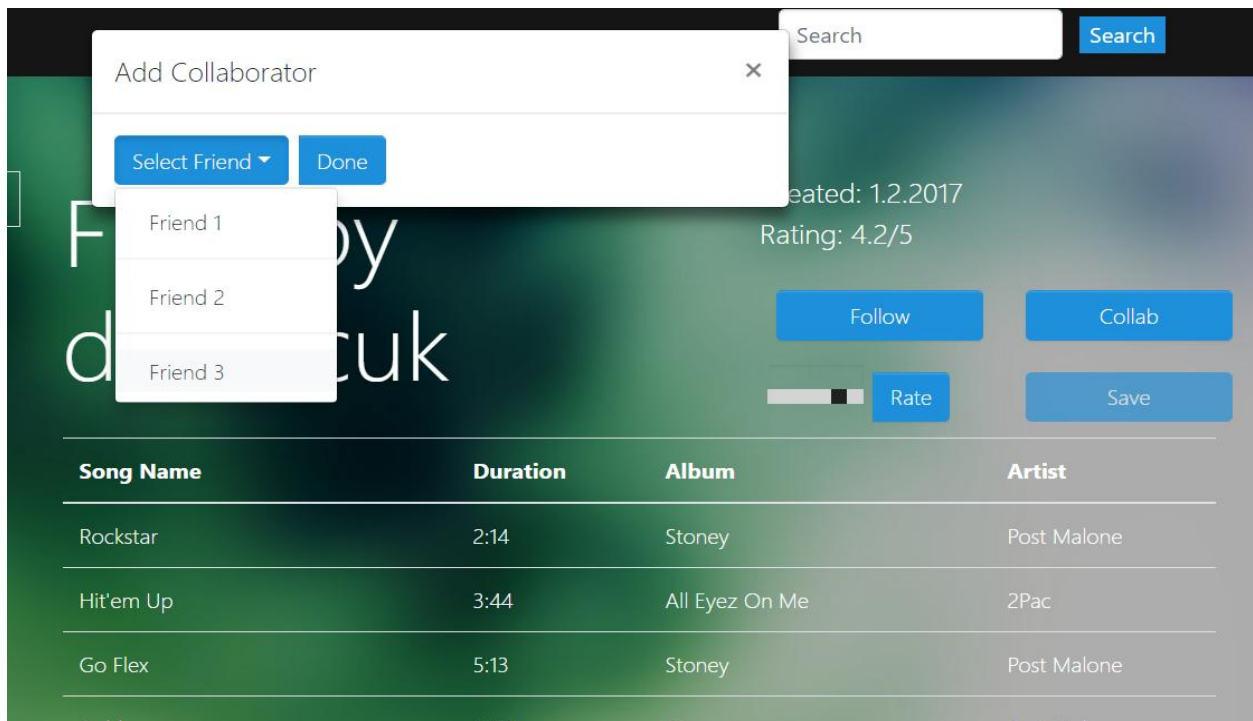 Search
Search
Add Collaborator
×
Select Friend
Done
Friend 1
Friend 2
Friend 3
by
cuk
eated: 1.2.2017
Rating: 4.2/5
Follow
Collab
Rate
Save
Song Name Duration Album Artist
Rockstar 2:14 Stoney Post Malone
Hit'em Up 3:44 All Eyez On Me 2Pac
Go Flex 5:13 Stoney Post Malone